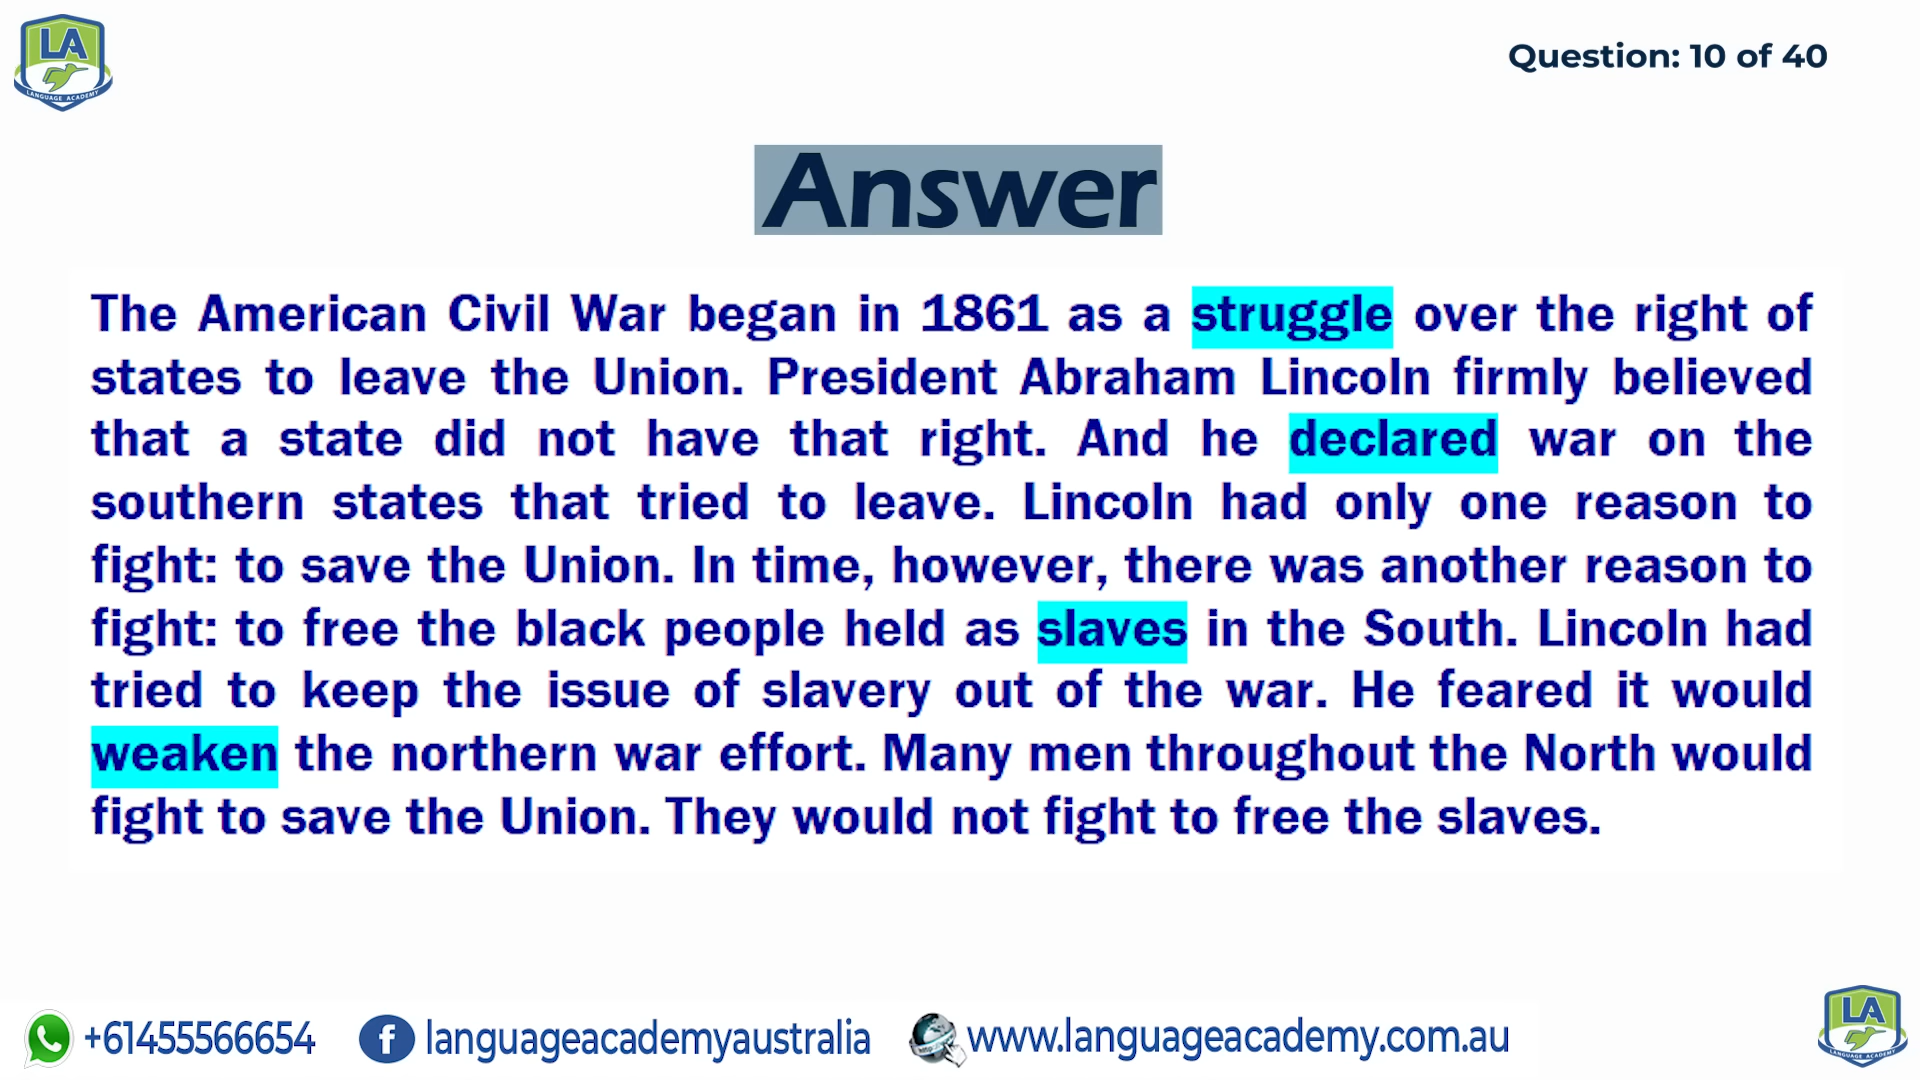 LA
LANGUAGE ACADEMY
Question: 10 of 40
Answer
The American Civil War began in 1861 as a struggle over the right of
states to leave the Union. President Abraham Lincoln firmly believed
that a state did not have that right. And he declared war on the
southern states that tried to leave. Lincoln had only one reason to
fight: to save the Union. In time, however, there was another reason to
fight: to free the black people held as slaves in the South. Lincoln had
tried to keep the issue of slavery out of the war. He feared it would
weaken the northern war effort. Many men throughout the North would
fight to save the Union. They would not fight to free the slaves.
+61455566654 f languageacademyaustralia www.languageacademy.com.au
LA
LANGUAGE ACADEMY